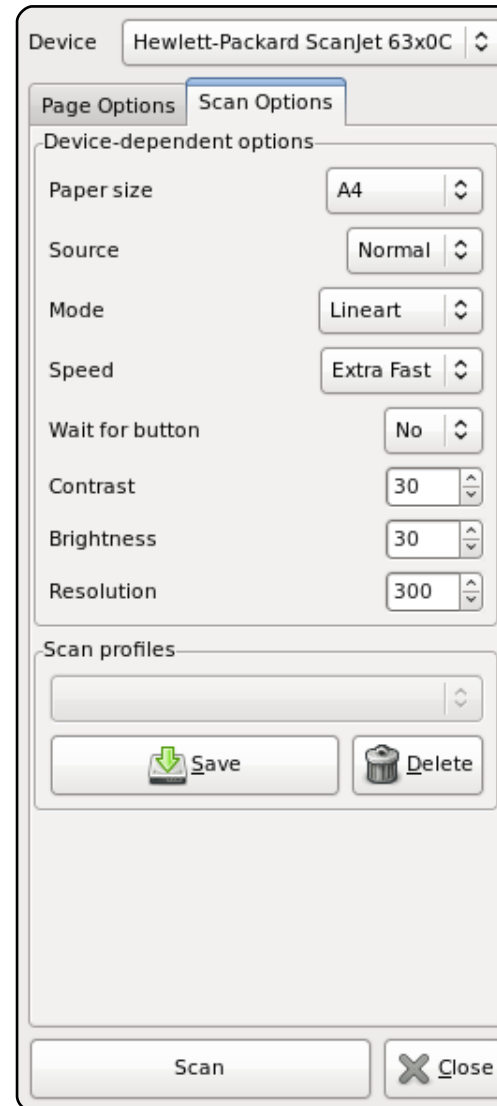 Device Hewlett-Packard ScanJet 63x0C
Page Options Scan Options
Device-dependent options
Paper size A4
Source Normal
Mode Lineart
Speed Extra Fast
Wait for button No
Contrast 30
Brightness 30
Resolution 300
Scan profiles
Save Delete
Scan Close